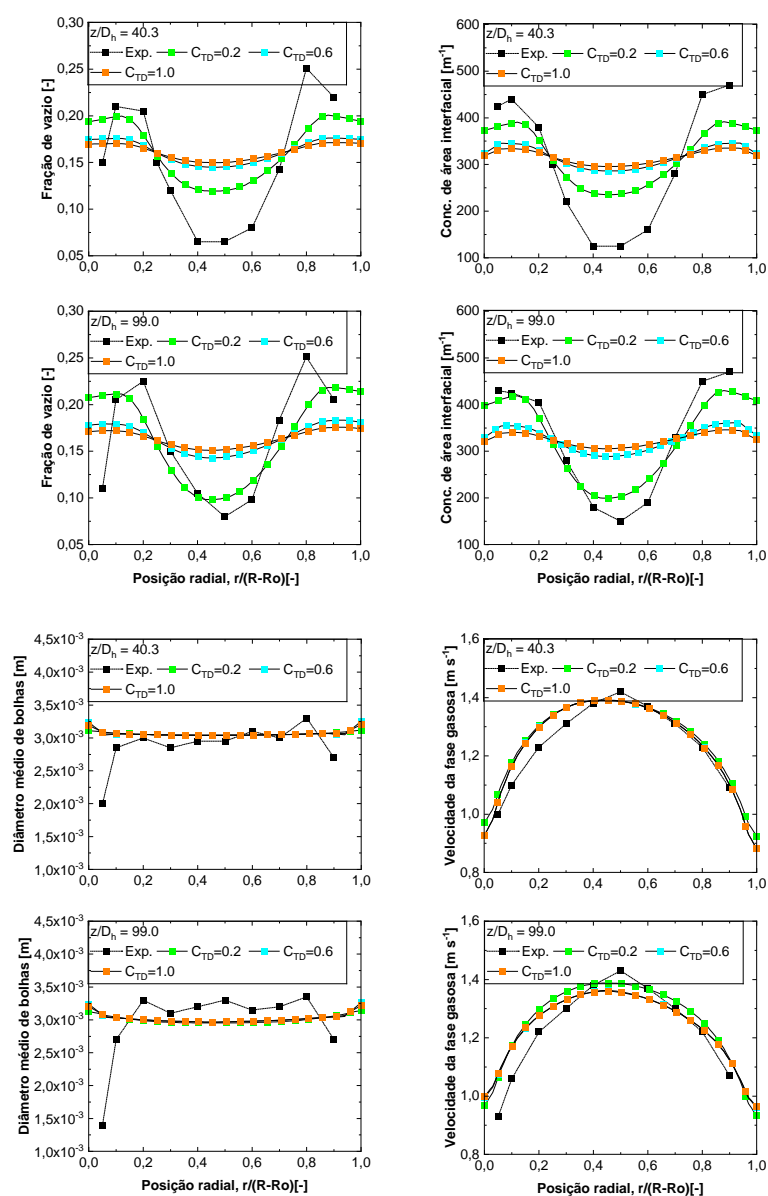 0,30
0,25
0,20
0,15
0,10
0,05
Fração de vazio [-]
z/D_h = 40.3
Exp. C_TD=0.2 C_TD=0.6
C_TD=1.0
0,0 0,2 0,4 0,6 0,8 1,0
600
500
400
300
200
100
Conc. de área interfacial [m⁻¹]
z/D_h = 40.3
Exp. C_TD=0.2 C_TD=0.6
C_TD=1.0
0,0 0,2 0,4 0,6 0,8 1,0
0,30
0,25
0,20
0,15
0,10
0,05
Fração de vazio [-]
z/D_h = 99.0
Exp. C_TD=0.2 C_TD=0.6
C_TD=1.0
0,0 0,2 0,4 0,6 0,8 1,0
Posição radial, r/(R-Ro)[-]
600
500
400
300
200
100
Conc. de área interfacial [m⁻¹]
z/D_h = 99.0
Exp. C_TD=0.2 C_TD=0.6
C_TD=1.0
0,0 0,2 0,4 0,6 0,8 1,0
Posição radial, r/(R-Ro)[-]
4,5x10⁻³
4,0x10⁻³
3,5x10⁻³
3,0x10⁻³
2,5x10⁻³
2,0x10⁻³
1,5x10⁻³
1,0x10⁻³
Diâmetro médio de bolhas [m]
z/D_h = 40.3
Exp. C_TD=0.2 C_TD=0.6
C_TD=1.0
0,0 0,2 0,4 0,6 0,8 1,0
1,6
1,4
1,2
1,0
0,8
Velocidade da fase gasosa [m s⁻¹]
z/D_h = 40.3
Exp. C_TD=0.2 C_TD=0.6
C_TD=1.0
0,0 0,2 0,4 0,6 0,8 1,0
4,5x10⁻³
4,0x10⁻³
3,5x10⁻³
3,0x10⁻³
2,5x10⁻³
2,0x10⁻³
1,5x10⁻³
1,0x10⁻³
Diâmetro médio de bolhas [m]
z/D_h = 99.0
Exp. C_TD=0.2 C_TD=0.6
C_TD=1.0
0,0 0,2 0,4 0,6 0,8 1,0
Posição radial, r/(R-Ro)[-]
1,6
1,4
1,2
1,0
0,8
Velocidade da fase gasosa [m s⁻¹]
z/D_h = 99.0
Exp. C_TD=0.2 C_TD=0.6
C_TD=1.0
0,0 0,2 0,4 0,6 0,8 1,0
Posição radial, r/(R-Ro)[-]